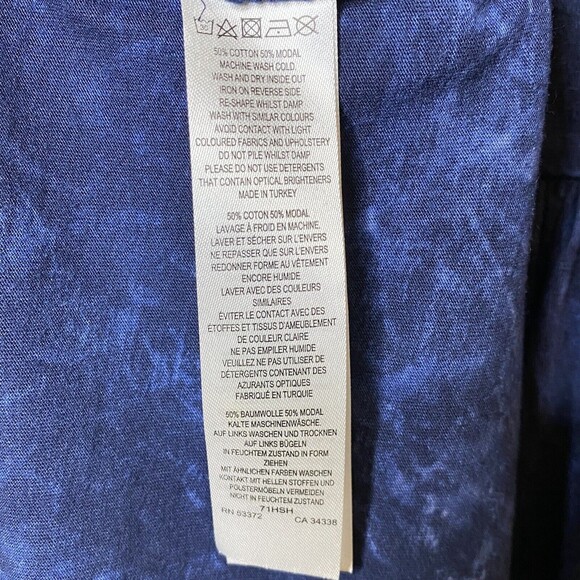 50% COTTON 50% MODAL
MACHINE WASH COLD.
WASH AND DRY INSIDE OUT
IRON ON REVERSE SIDE
RE-SHAPE WHILST DAMP
WASH WITH SIMILAR COLOURS
AVOID CONTACT WITH LIGHT
COLOURED FABRICS AND UPHOLSTERY
DO NOT PILE WHILST DAMP
PLEASE DO NOT USE DETERGENTS
THAT CONTAIN OPTICAL BRIGHTENERS
MADE IN TURKEY
50% COTON 50% MODAL
LAVAGE À FROID EN MACHINE.
LAVER ET SÉCHER SUR L'ENVERS
NE REPASSER QUE SUR L'ENVERS
REDONNER FORME AU VÊTEMENT
ENCORE HUMIDE
LAVER AVEC DES COULEURS
SIMILAIRES
ÉVITER LE CONTACT AVEC DES
ÉTOFFES ET TISSUS D'AMEUBLEMENT
DE COULEUR CLAIRE
NE PAS EMPILER HUMIDE
VEUILLEZ NE PAS UTILISER DE
DÉTERGENTS CONTENANT DES
AZURANTS OPTIQUES
FABRIQUÉ EN TURQUIE
50% BAUMWOLLE 50% MODAL
KALTE MASCHINENWÄSCHE.
AUF LINKS WASCHEN UND TROCKNEN
AUF LINKS BÜGELN
IN FEUCHTEM ZUSTAND IN FORM
ZIEHEN
MIT ÄHNLICHEN FARBEN WASCHEN
KONTAKT MIT HELLEN STOFFEN UND
POLSTERMÖBELN VERMEIDEN
NICHT IN FEUCHTEM ZUSTAND
71HSH
RN 63372 CA 34338